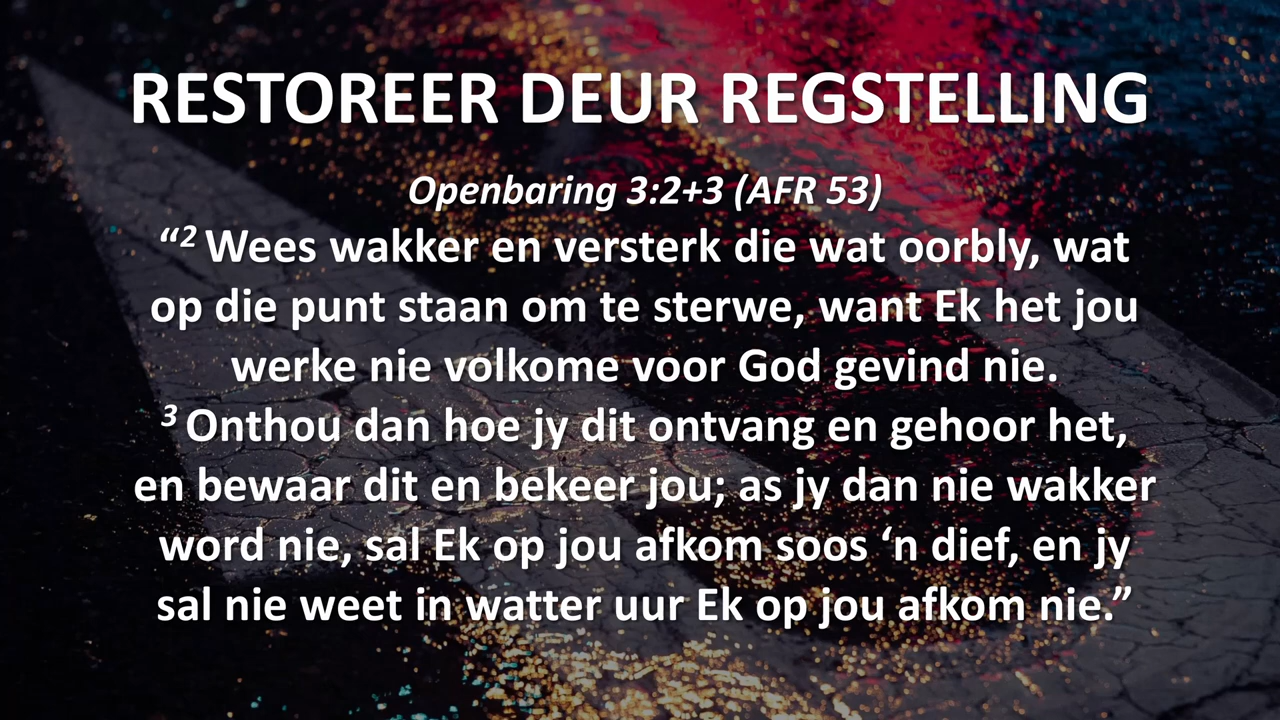 RESTOREER DEUR REGSTELLING
Openbaring 3:2+3 (AFR 53)
“2 Wees wakker en versterk die wat oorbly, wat
op die punt staan om te sterwe, want Ek het jou
werke nie volkome voor God gevind nie.
3 Onthou dan hoe jy dit ontvang en gehoor het,
en bewaar dit en bekeer jou; as jy dan nie wakker
word nie, sal Ek op jou afkom soos ‘n dief, en jy
sal nie weet in watter uur Ek op jou afkom nie.”